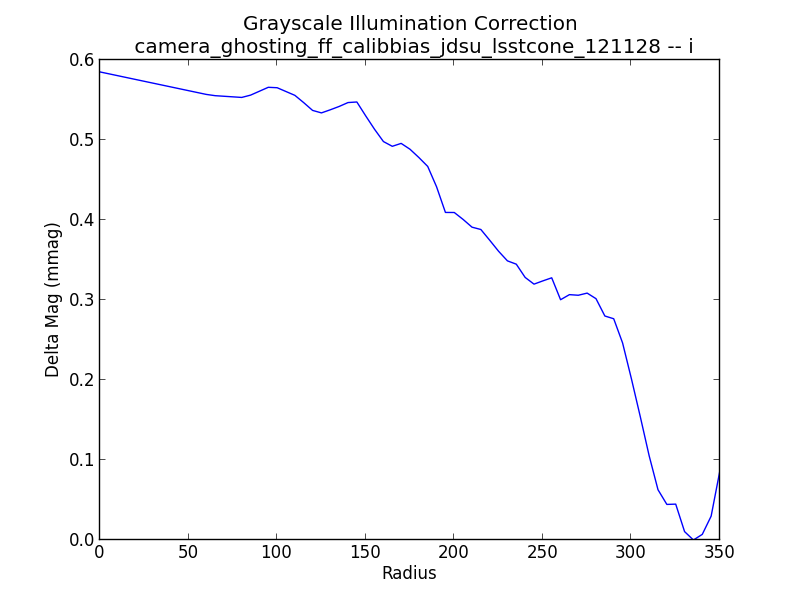 Grayscale Illumination Correction
camera_ghosting_ff_calibbias_jdsu_lsstcone_121128 -- i
0.6
0.5
0.4
0.3
0.2
0.1
0.0
Delta Mag (mmag)
0 50 100 150 200 250 300 350
Radius